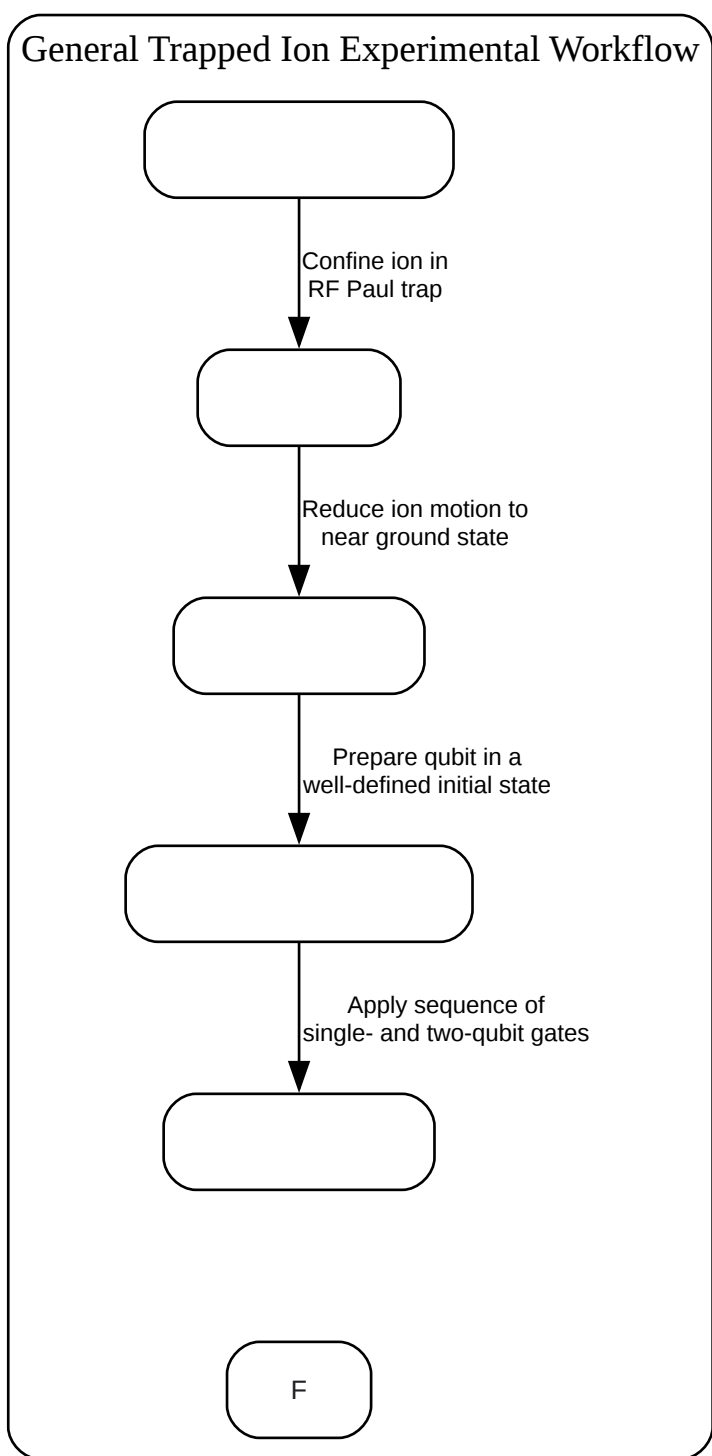 General Trapped Ion Experimental Workflow
Confine ion in
RF Paul trap
Reduce ion motion to
near ground state
Prepare qubit in a
well-defined initial state
Apply sequence of
single- and two-qubit gates
F